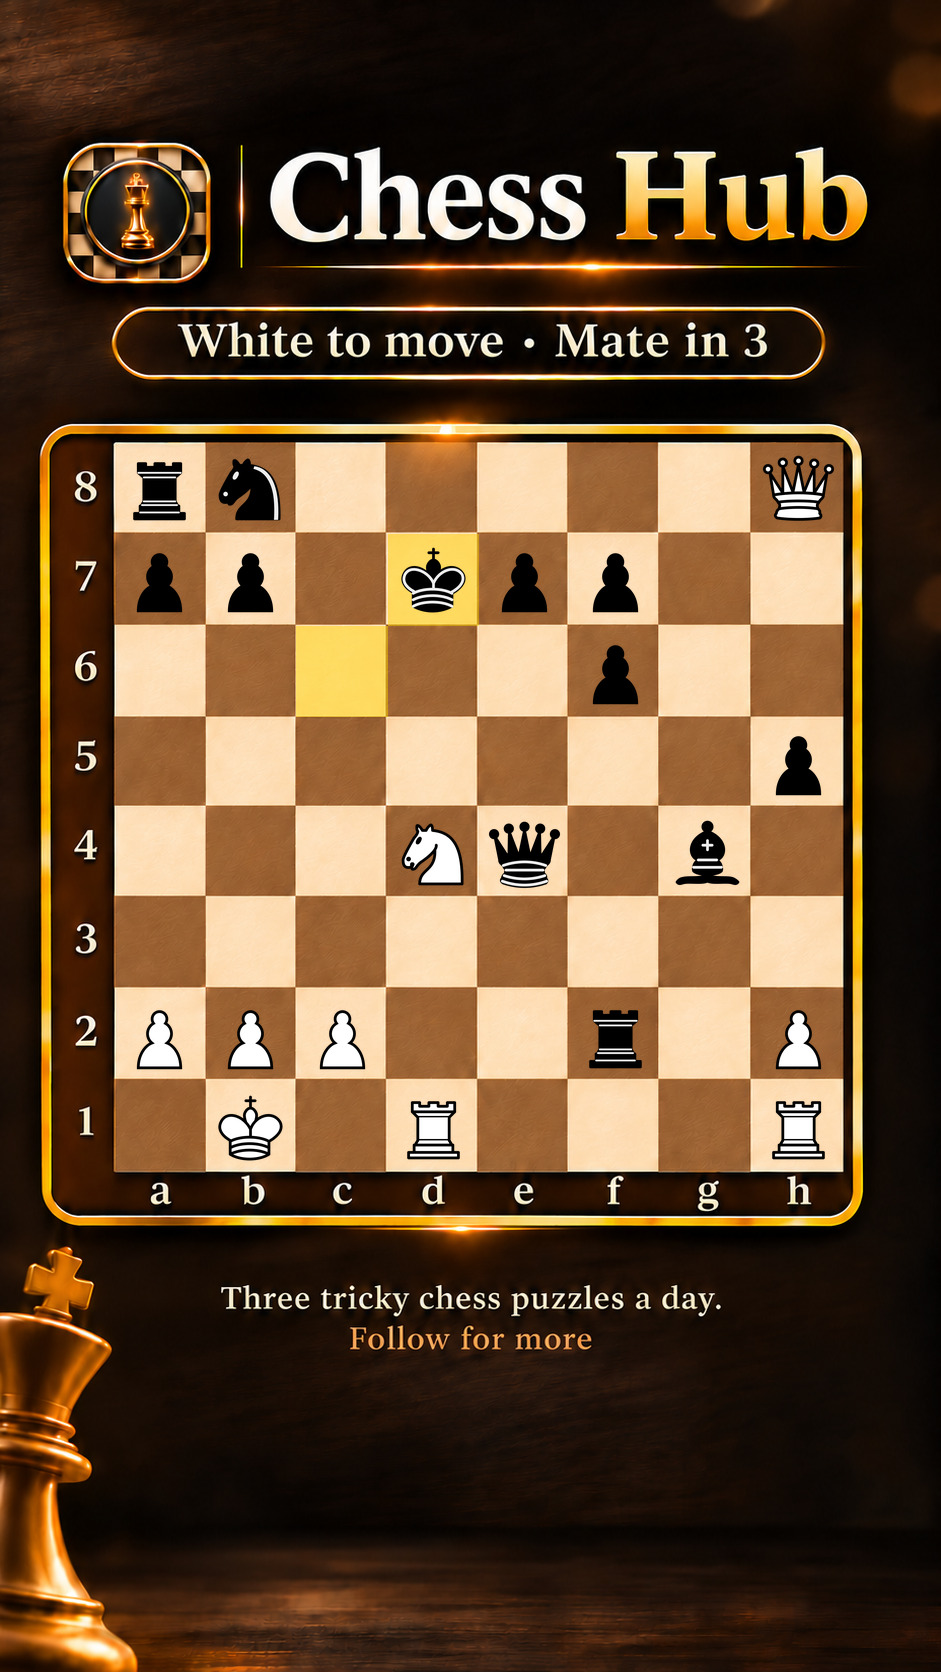 Chess Hub
White to move • Mate in 3
8
7
6
5
4
3
2
1
a b c d e f g h
Three tricky chess puzzles a day.
Follow for more